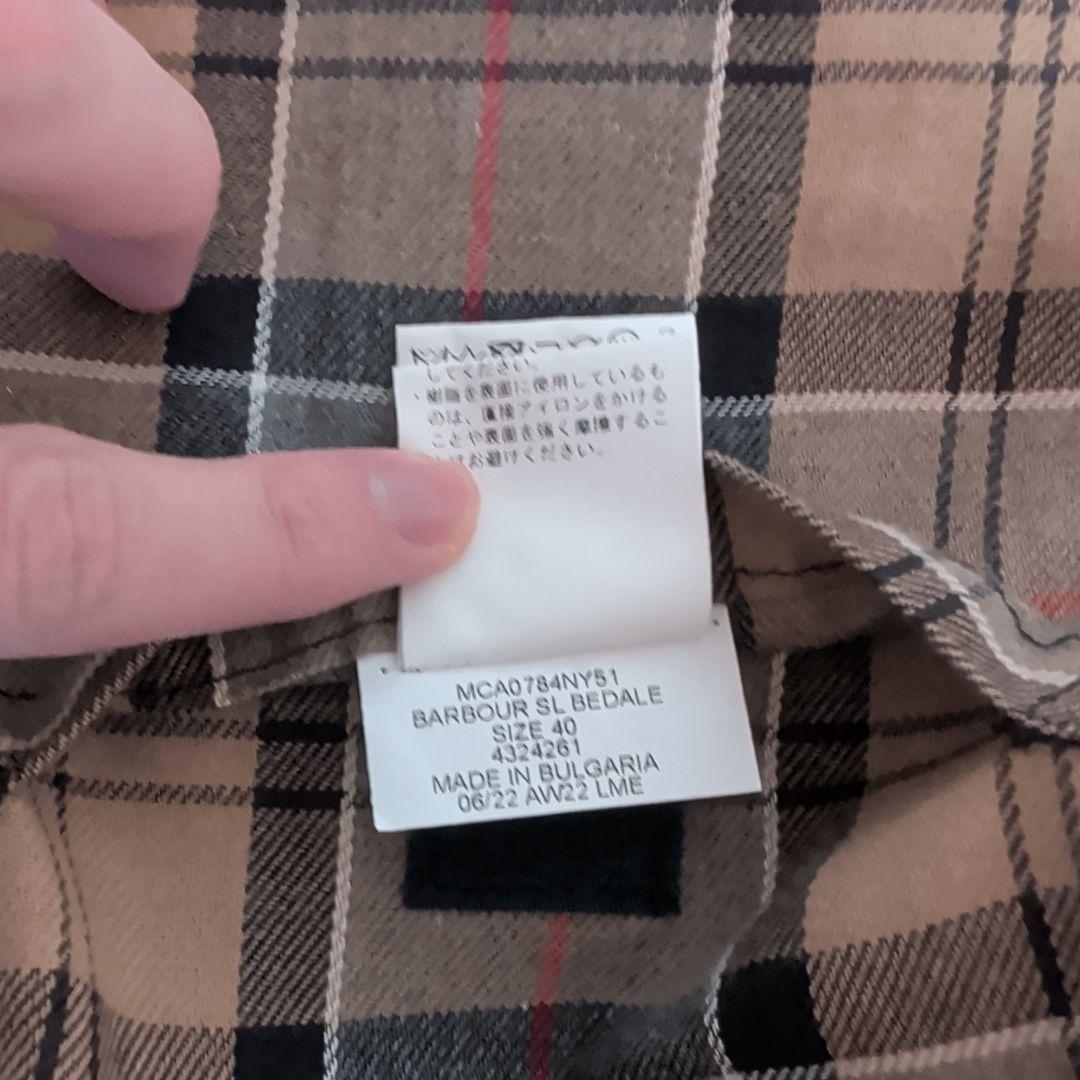 してください。
・樹脂を表面に使用しているも
のは、直接アイロンをかける
ことや表面を強く摩擦するこ
とはお避けください。
MCA0784NY51
BARBOUR SL BEDALE
SIZE 40
4324261
MADE IN BULGARIA
06/22 AW22 LME